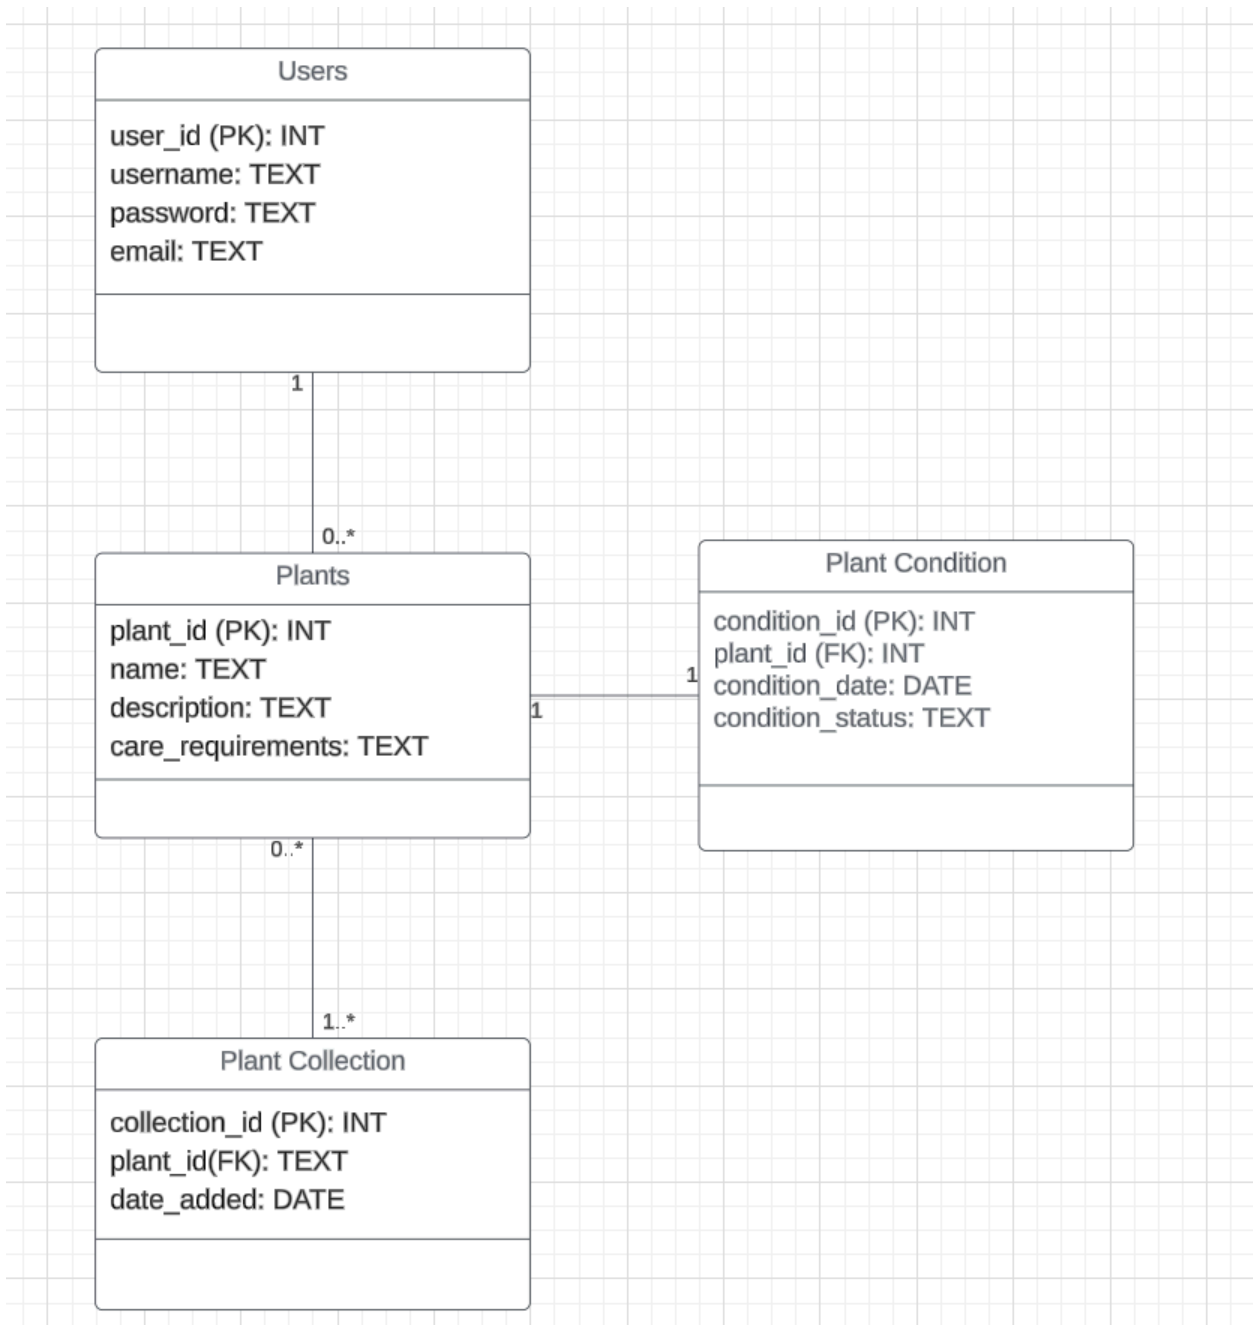 Users
user_id (PK): INT
username: TEXT
password: TEXT
email: TEXT
1
0..*
Plants
plant_id (PK): INT
name: TEXT
description: TEXT
care_requirements: TEXT
1
1
Plant Condition
condition_id (PK): INT
plant_id (FK): INT
condition_date: DATE
condition_status: TEXT
0..*
1..*
Plant Collection
collection_id (PK): INT
plant_id(FK): TEXT
date_added: DATE